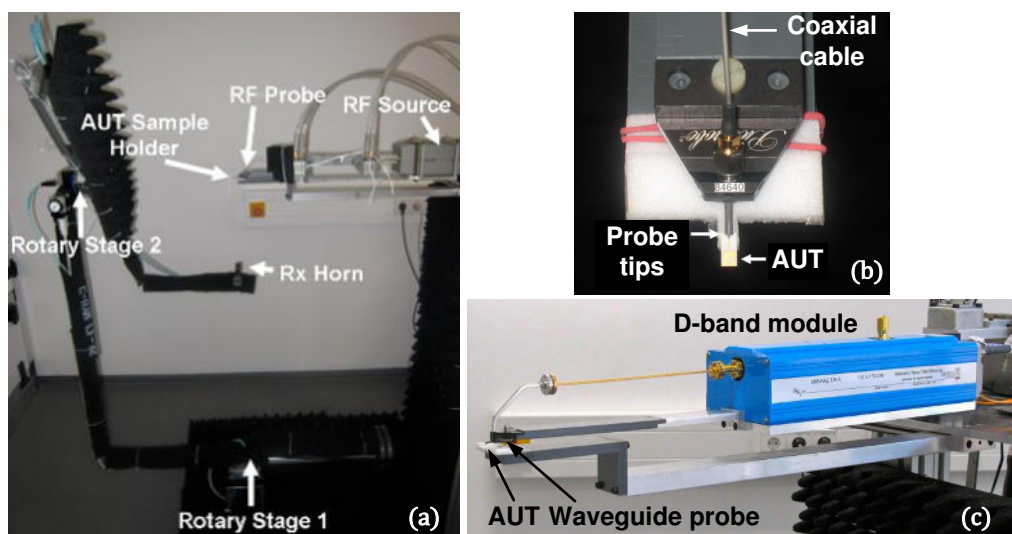 RF Probe
RF Source
AUT Sample
Holder
Rotary Stage 2
Rx Horn
Rotary Stage 1
(a)
Coaxial
cable
84640
Probe
tips
AUT
(b)
D-band module
AUT Waveguide probe
(c)